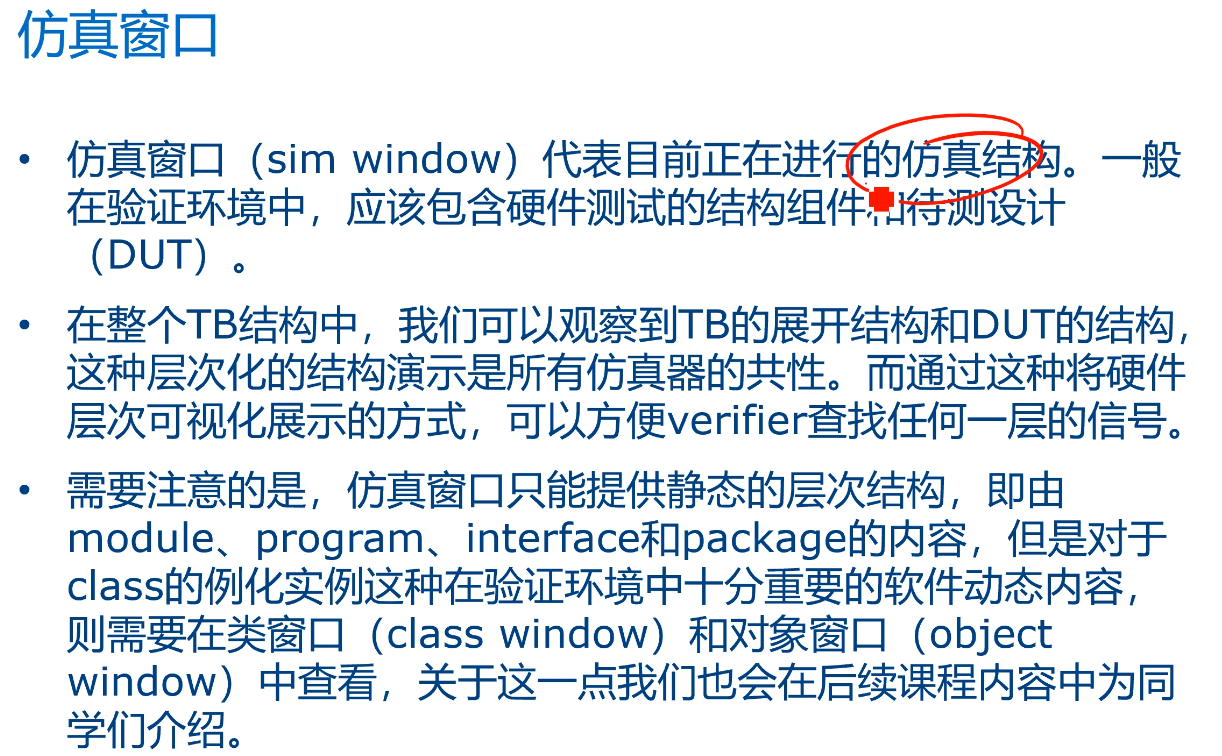 仿真窗口
• 仿真窗口（sim window）代表目前正在进行的仿真结构。一般
在验证环境中，应该包含硬件测试的结构组件和待测设计
（DUT）。
• 在整个TB结构中，我们可以观察到TB的展开结构和DUT的结构，
这种层次化的结构演示是所有仿真器的共性。而通过这种将硬件
层次可视化展示的方式，可以方便verifier查找任何一层的信号。
• 需要注意的是，仿真窗口只能提供静态的层次结构，即由
module、program、interface和package的内容，但是对于
class的例化实例这种在验证环境中十分重要的软件动态内容，
则需要在类窗口（class window）和对象窗口（object
window）中查看，关于这一点我们也会在后续课程内容中为同
学们介绍。